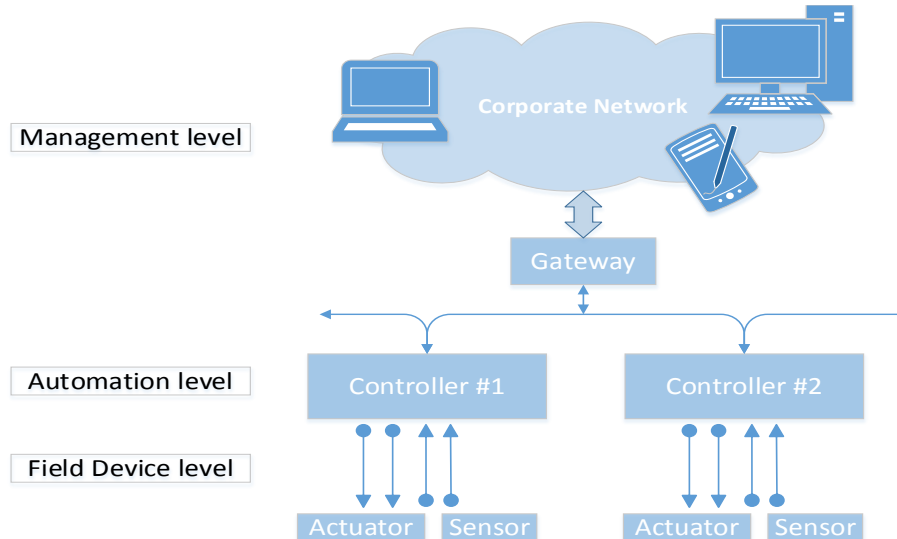 Corporate Network
Management level
Gateway
Automation level
Controller #1
Controller #2
Field Device level
Actuator
Sensor
Actuator
Sensor